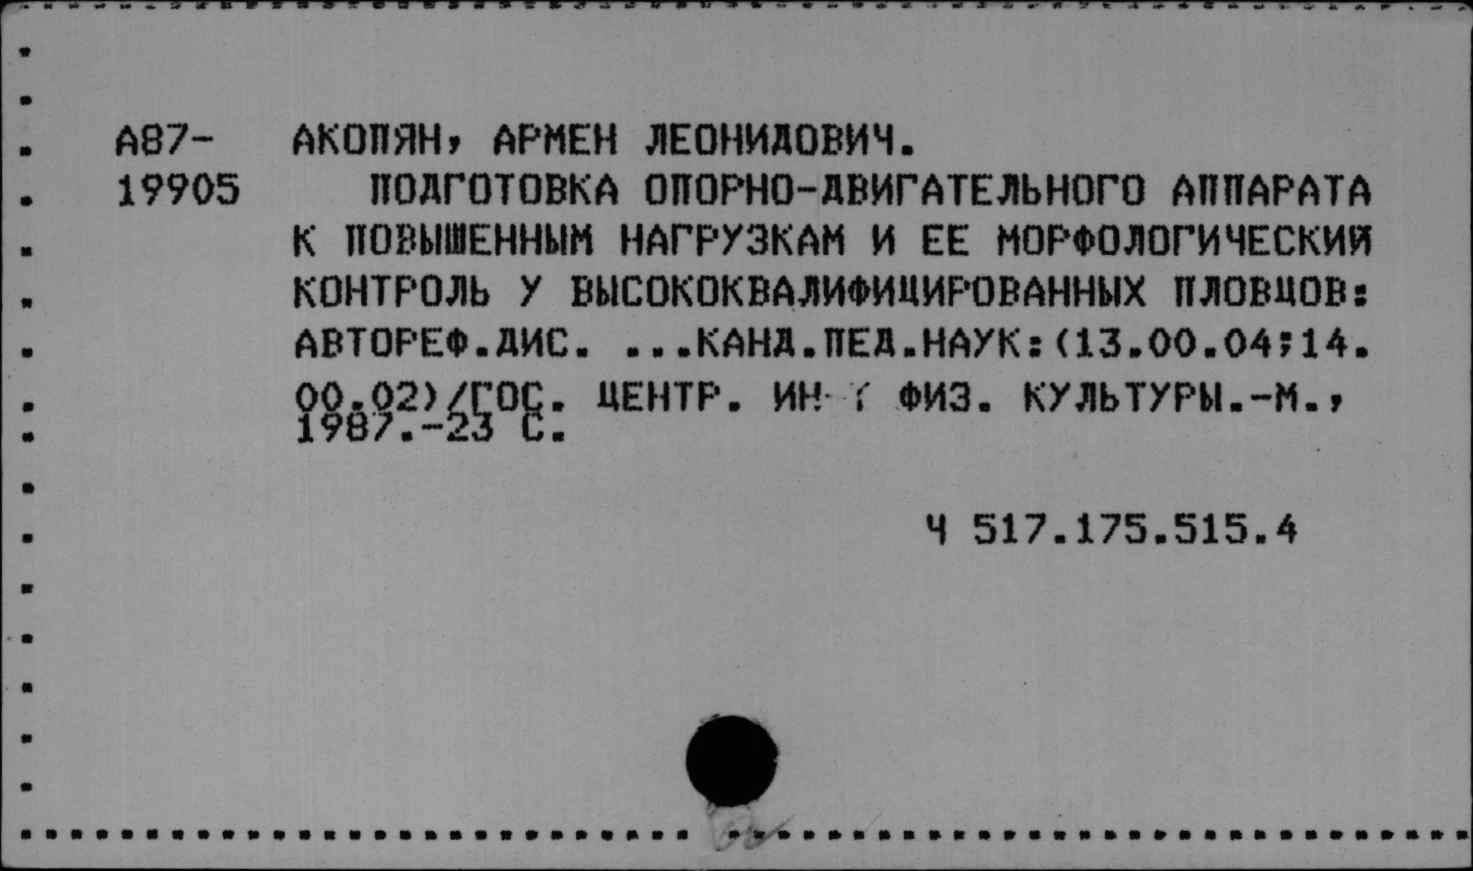 А87- АКОПЯН, АРМЕН ЛЕОНИДОВИЧ.
19905 ПОДГОТОВКА ОПОРНО-ДВИГАТЕЛЬНОГО АППАРАТА
К ПОВЫШЕННЫМ НАГРУЗКАМ И ЕЕ МОРФОЛОГИЧЕСКИЙ
КОНТРОЛЬ У ВЫСОКОКВАЛИФИЦИРОВАННЫХ ПЛОВЦОВ:
АВТОРЕФ.ДИС. ...КАНД.ПЕД.НАУК:(13.00.04;14.
00.02)/ГОС. ЦЕНТР. ФИЗ. КУЛЬТУРЫ.-М.,
1987.-23 С.
Ч 517.175.515.4